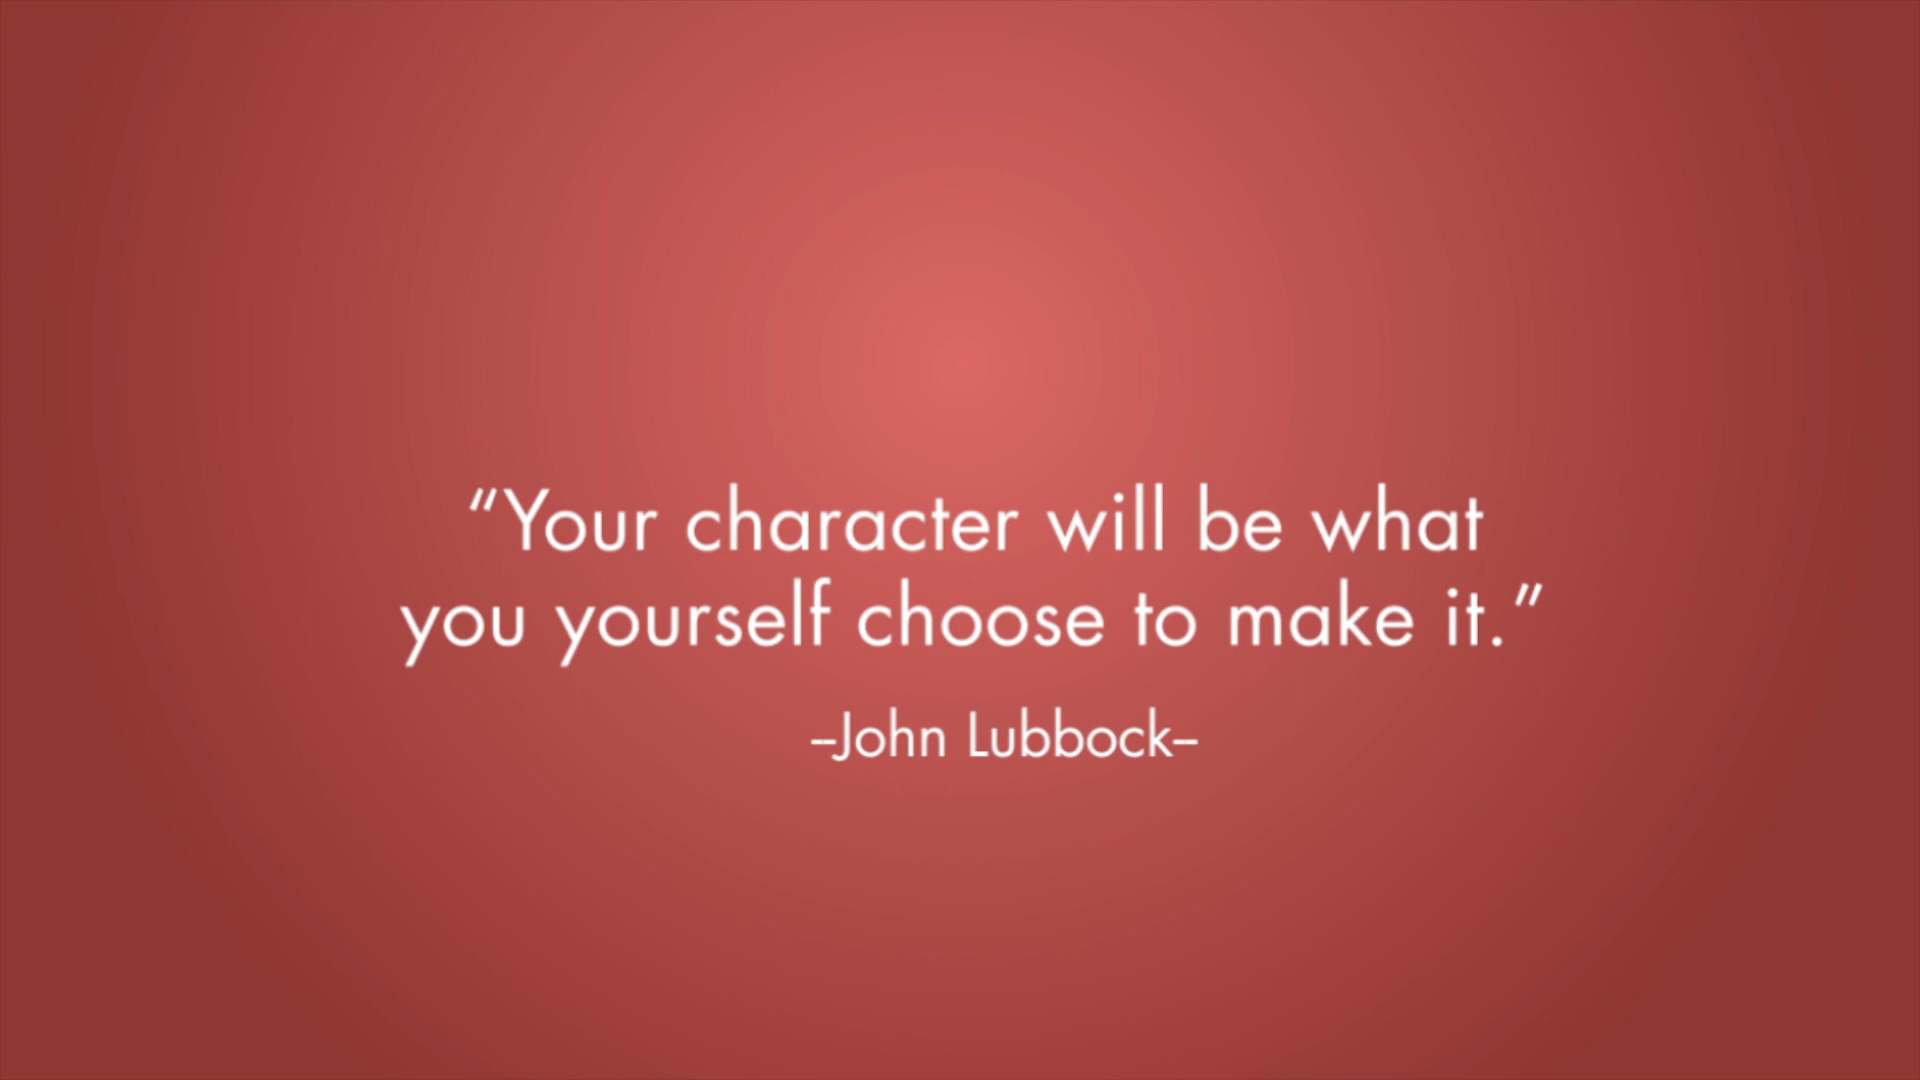 “Your character will be what
you yourself choose to make it.”
–John Lubbock–